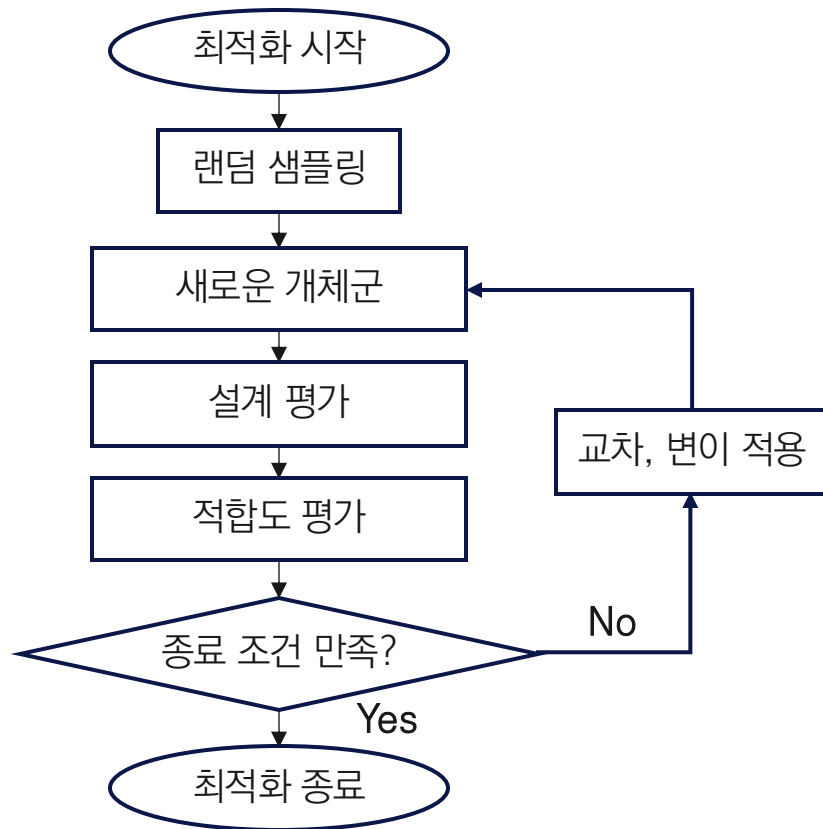 최적화 시작
랜덤 샘플링
새로운 개체군
설계 평가
교차, 변이 적용
적합도 평가
No
종료 조건 만족?
Yes
최적화 종료